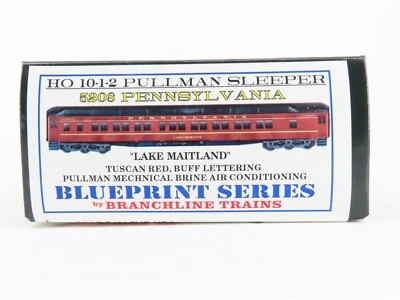 HO 10-1-2 PULLMAN SLEEPER
5208 PENNSYLVANIA
PENNSYLVANIA
"LAKE MAITLAND"
TUSCAN RED, BUFF LETTERING
PULLMAN MECHNICAL BRINE AIR CONDITIONING
BLUEPRINT SERIES
by BRANCHLINE TRAINS